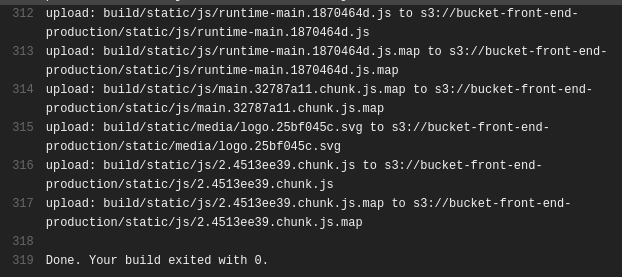 312 upload: build/static/js/runtime-main.1870464d.js to s3://bucket-front-end-
production/static/js/runtime-main.1870464d.js
313 upload: build/static/js/runtime-main.1870464d.js.map to s3://bucket-front-end-
production/static/js/runtime-main.1870464d.js.map
314 upload: build/static/js/main.32787a11.chunk.js.map to s3://bucket-front-end-
production/static/js/main.32787a11.chunk.js.map
315 upload: build/static/media/logo.25bf045c.svg to s3://bucket-front-end-
production/static/media/logo.25bf045c.svg
316 upload: build/static/js/2.4513ee39.chunk.js to s3://bucket-front-end-
production/static/js/2.4513ee39.chunk.js
317 upload: build/static/js/2.4513ee39.chunk.js.map to s3://bucket-front-end-
production/static/js/2.4513ee39.chunk.js.map
318
319 Done. Your build exited with 0.